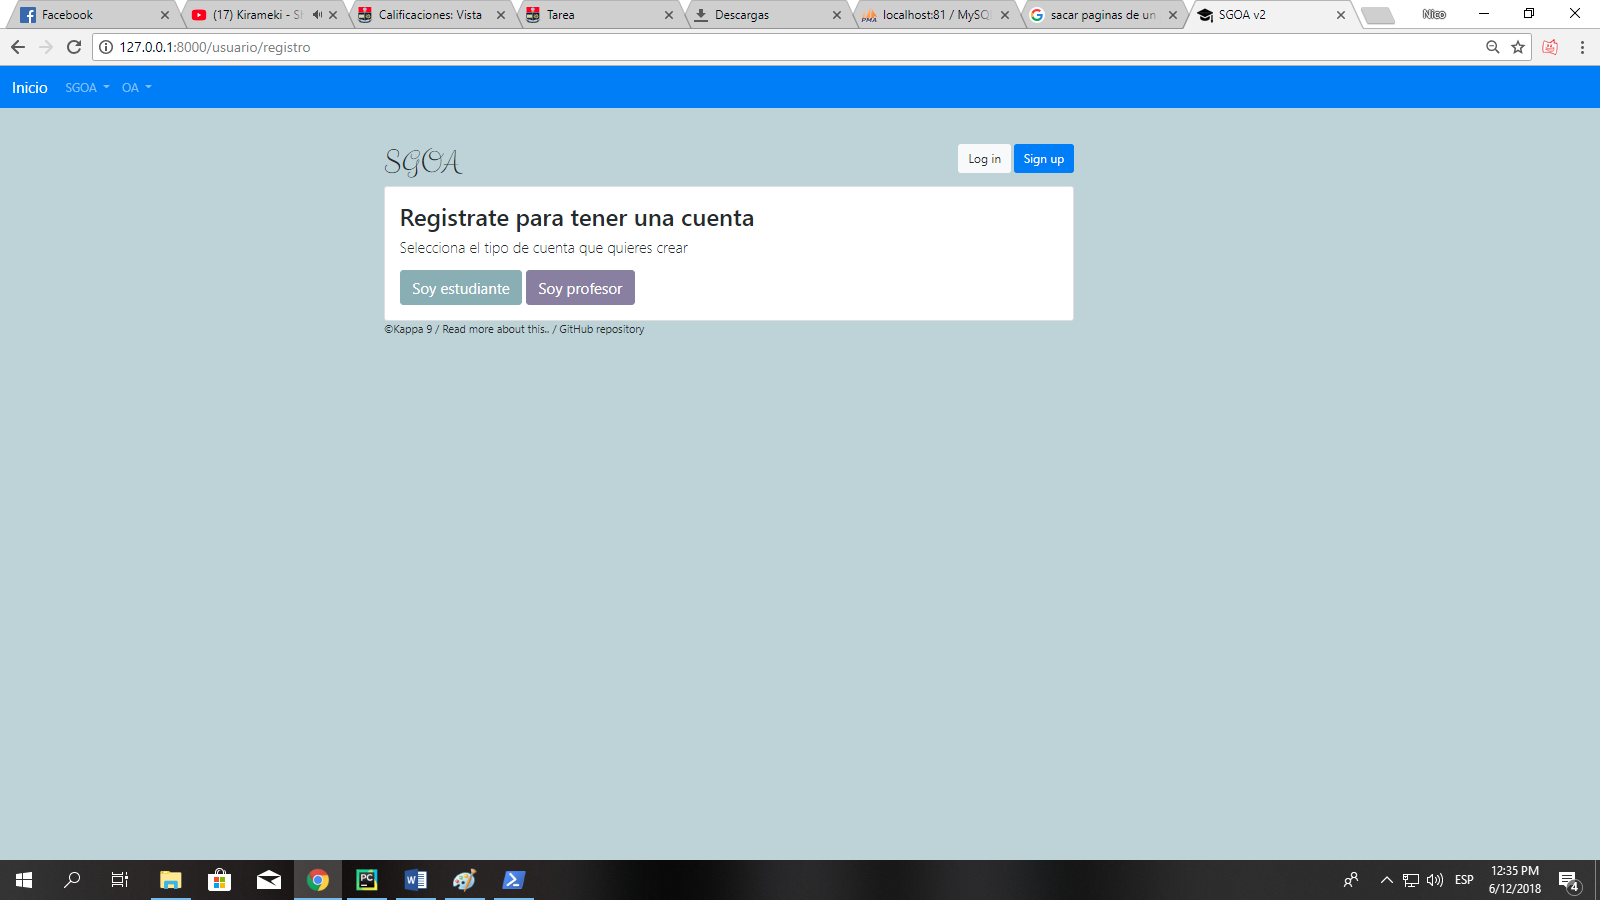 Facebook
(17) Kirameki - Sh
Calificaciones: Vista
Tarea
Descargas
localhost:81 / MySQ
sacar paginas de un
SGOA v2
Nico
127.0.0.1:8000/usuario/registro
Inicio SGOA OA
SGOA
Log in Sign up
Registrate para tener una cuenta
Selecciona el tipo de cuenta que quieres crear
Soy estudiante Soy profesor
©Kappa 9 / Read more about this.. / GitHub repository
ESP
12:35 PM
6/12/2018
4